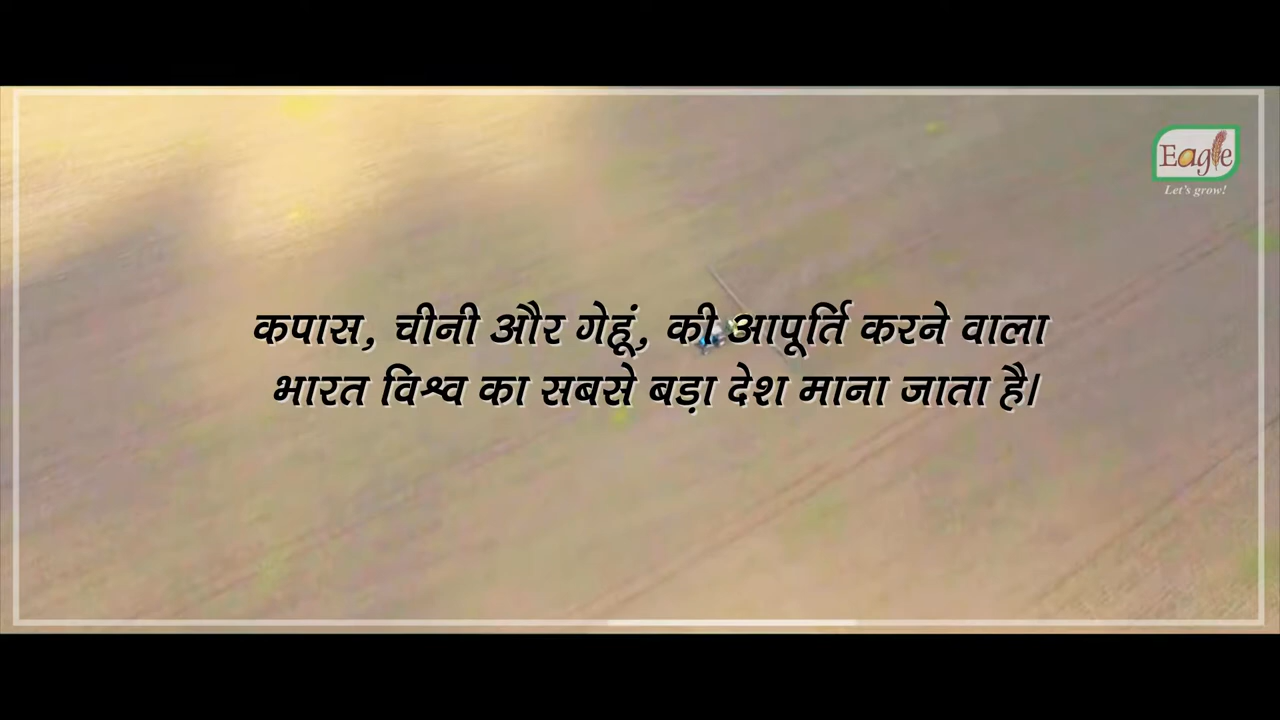 Eagle
Let's grow!
कपास, चीनी और गेहूं, की आपूर्ति करने वाला
भारत विश्व का सबसे बड़ा देश माना जाता है।